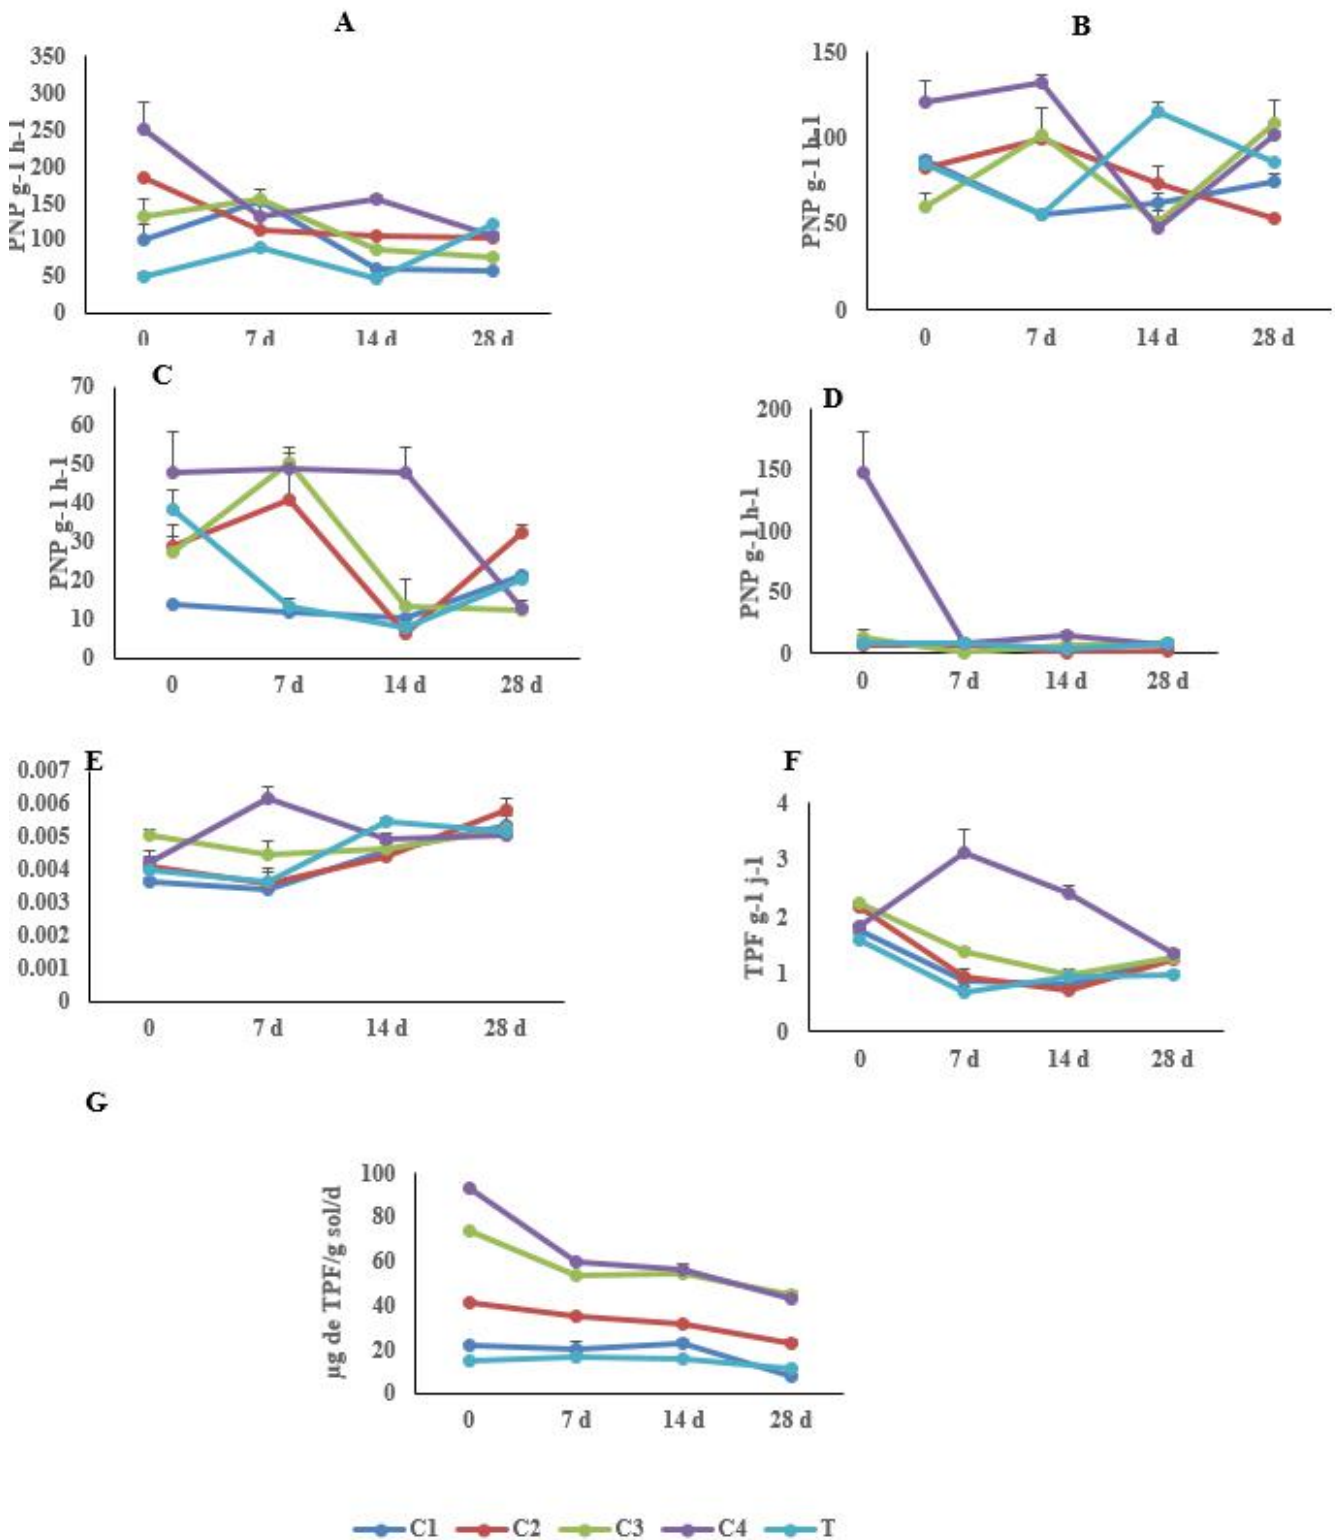 A
350
300
250
200
150
100
50
0
PNP g-1 h-1
0 7 d 14 d 28 d
B
150
100
50
0
PNP g-1 h-1
0 7 d 14 d 28 d
C
70
60
50
40
30
20
10
0
PNP g-1 h-1
0 7 d 14 d 28 d
D
200
150
100
50
0
PNP g-1 h-1
0 7 d 14 d 28 d
E
0.007
0.006
0.005
0.004
0.003
0.002
0.001
0
0 7 d 14 d 28 d
F
4
3
2
1
0
TPF g-1 j-1
0 7 d 14 d 28 d
G
100
80
60
40
20
0
µg de TPF/g sol/d
0 7 d 14 d 28 d
C1 C2 C3 C4 T